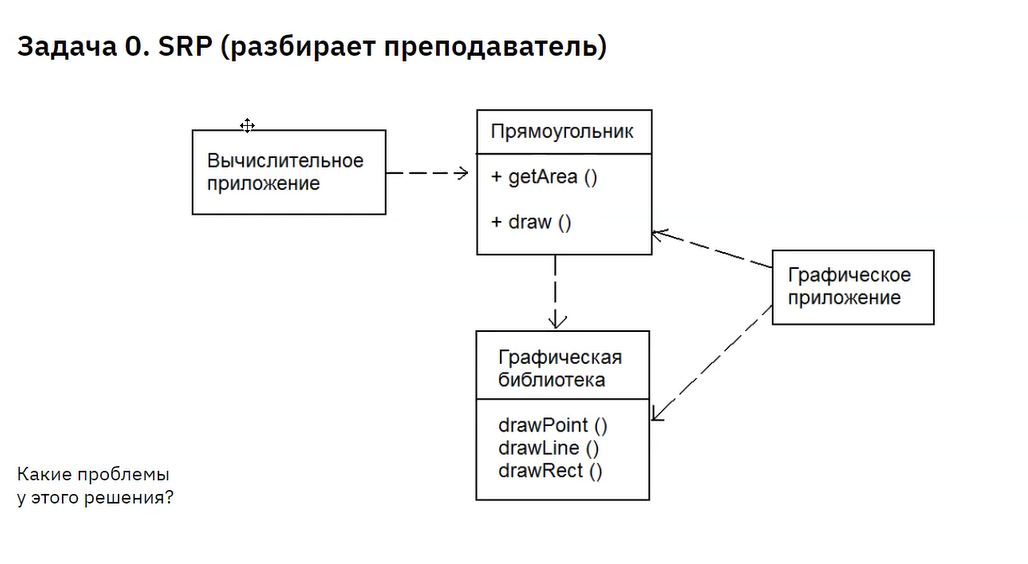 Задача 0. SRP (разбирает преподаватель)
Вычислительное
приложение
Прямоугольник
+ getArea ()
+ draw ()
Графическое
приложение
Графическая
библиотека
drawPoint ()
drawLine ()
drawRect ()
Какие проблемы
у этого решения?